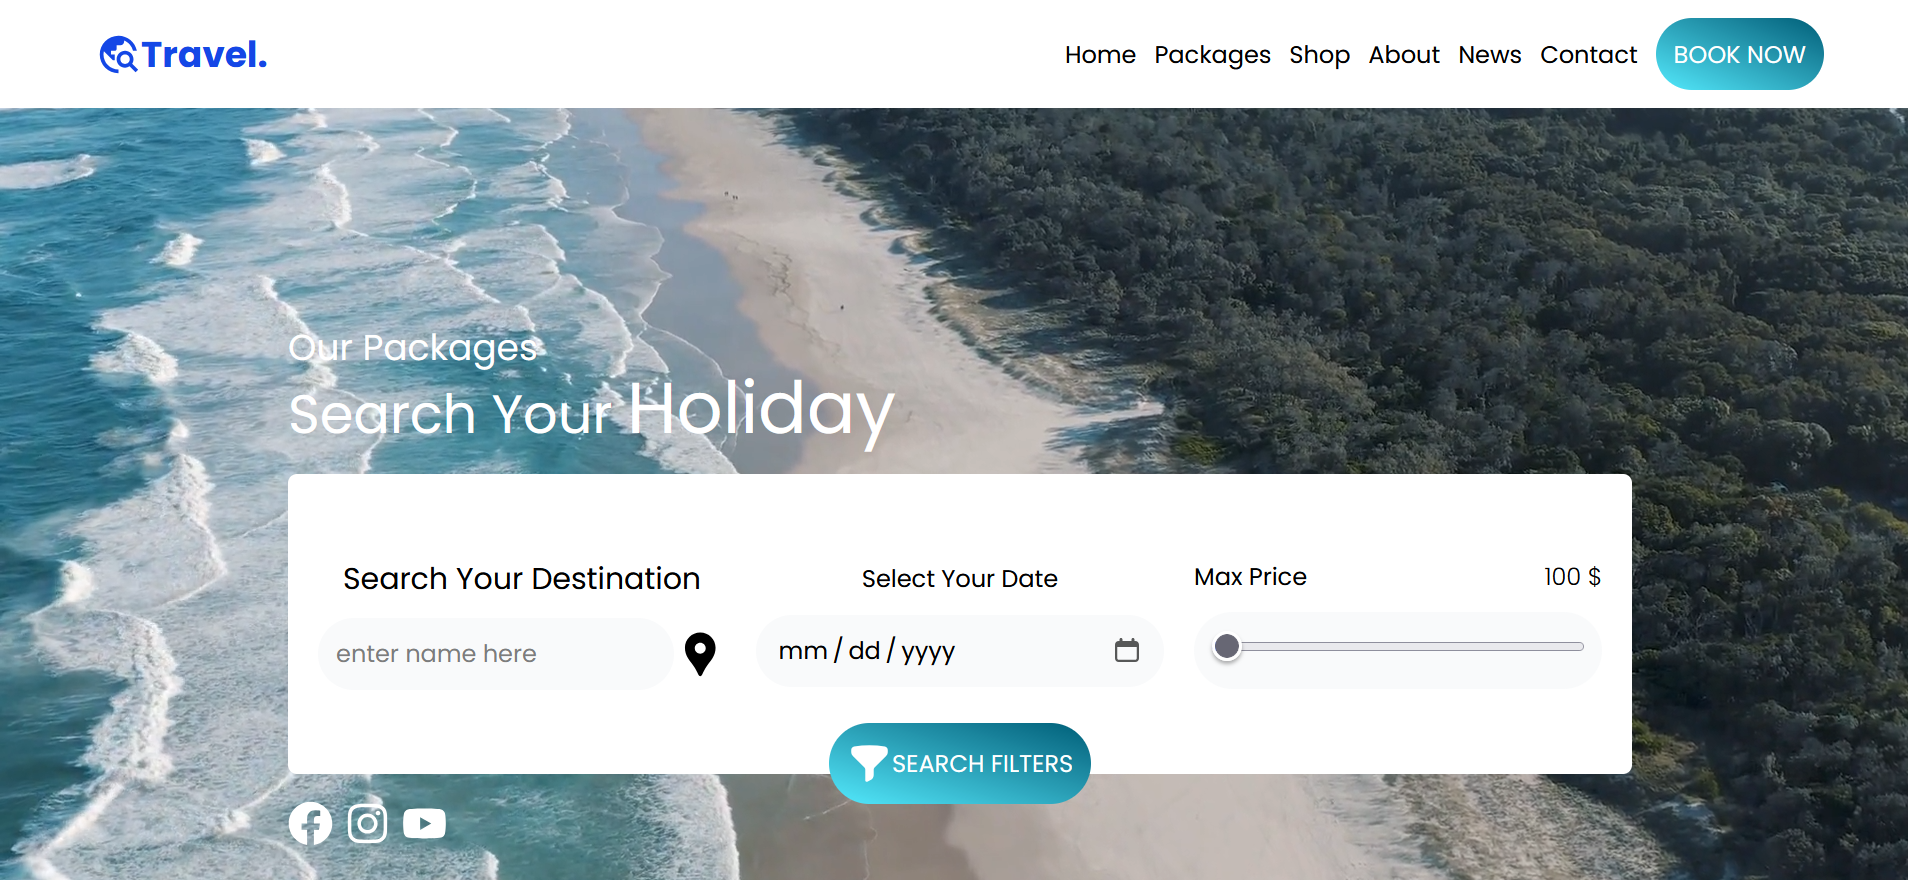 Travel.
Home Packages Shop About News Contact BOOK NOW
Our Packages
Search Your Holiday
Search Your Destination
enter name here
Select Your Date
mm / dd / yyyy
Max Price 100 $
SEARCH FILTERS